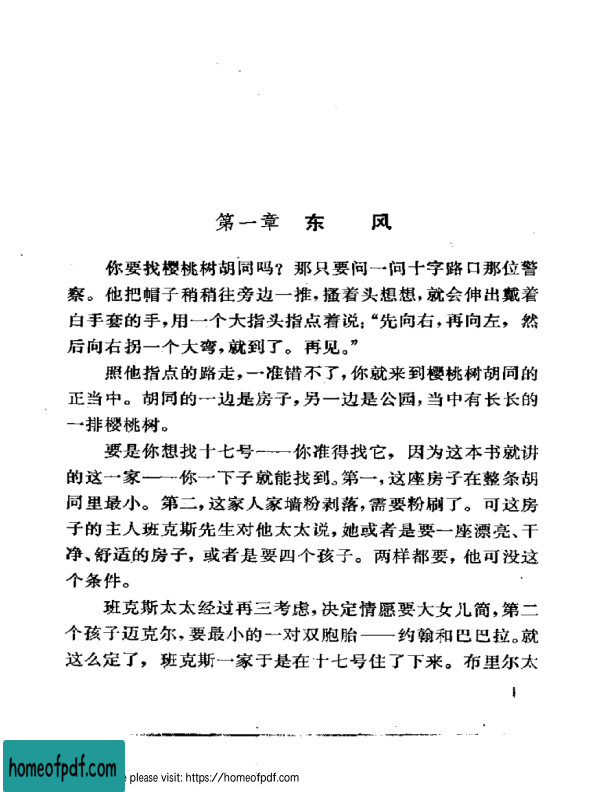 第一章 东 风
你要找樱桃树胡同吗？那只要问一问十字路口那位警
察。他把帽子稍稍往旁边一推，搔着头想想，就会伸出戴着
白手套的手，用一个大指头指点着说：“先向右，再向左，然
后向右拐一个大弯，就到了。再见。”
照他指点的路走，一准错不了，你就来到樱桃树胡同的
正当中。胡同的一边是房子，另一边是公园，当中有长长的
一排樱桃树。
要是你想找十七号——你准得找它，因为这本书就讲
的这一家——你一下子就能找到。第一，这座房子在整条胡
同里最小。第二，这家人家墙粉剥落，需要粉刷了。可这房
子的主人班克斯先生对他太太说，她或者是要一座漂亮、干
净、舒适的房子，或者是要四个孩子。两样都要，他可没这
个条件。
班克斯太太经过再三考虑，决定情愿要大女儿简，第二
个孩子迈克尔，要最小的一对双胞胎——约翰和巴巴拉。就
这么定了，班克斯一家于是在十七号住了下来。布里尔太
1
homeofpdf.com
e please visit: https://homeofpdf.com